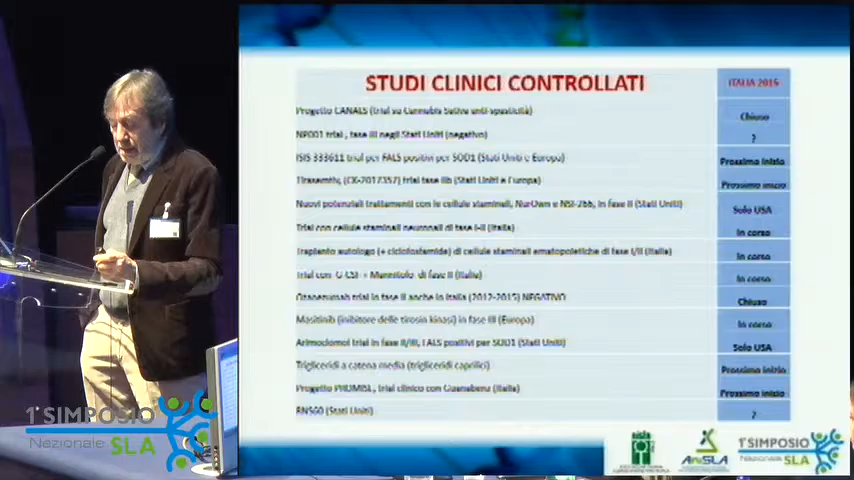 STUDI CLINICI CONTROLLATI
ITALIA 2015
Progetto CANALS (trial su Cannabis Sativa anti-spasticità)
Chiuso
NP001 trial, fase III negli Stati Uniti (negativo)
?
ISIS 333611 trial per FALS positivi per SOD1 (Stati Uniti e Europa)
Prossimo inizio
(CK-2017357) trial fase IIb (Stati Uniti e Europa)
Prossimo inizio
Nuovi potenziali trattamenti con le cellule staminali, NurOwn e NSI-266, in fase II (Stati Uniti)
Solo USA
Trial con cellule staminali neuronali di fase I-II (Italia)
In corso
Trapianto autologo (+ ciclofosfamide) di cellule staminali ematopoietiche di fase I/II (Italia)
In corso
Trial con G-CSF + Mannitolo di fase II (Italia)
In corso
Ozanezumab trial in fase II anche in Italia (2012-2015) NEGATIVO
Chiuso
Masitinib (inibitore delle tirosin kinasi) in fase III (Europa)
In corso
Arimoclomol trial in fase II/III, FALS positivi per SOD1 (Stati Uniti)
Solo USA
Trigliceridi a catena media (trigliceridi caprilici)
Prossimo inizio
Progetto PROMISE, trial clinico con Guanabenz (Italia)
Prossimo inizio
RNS60 (Stati Uniti)
?
1° SIMPOSIO
Nazionale SLA
aisla
AriSLA
1° SIMPOSIO
Nazionale SLA